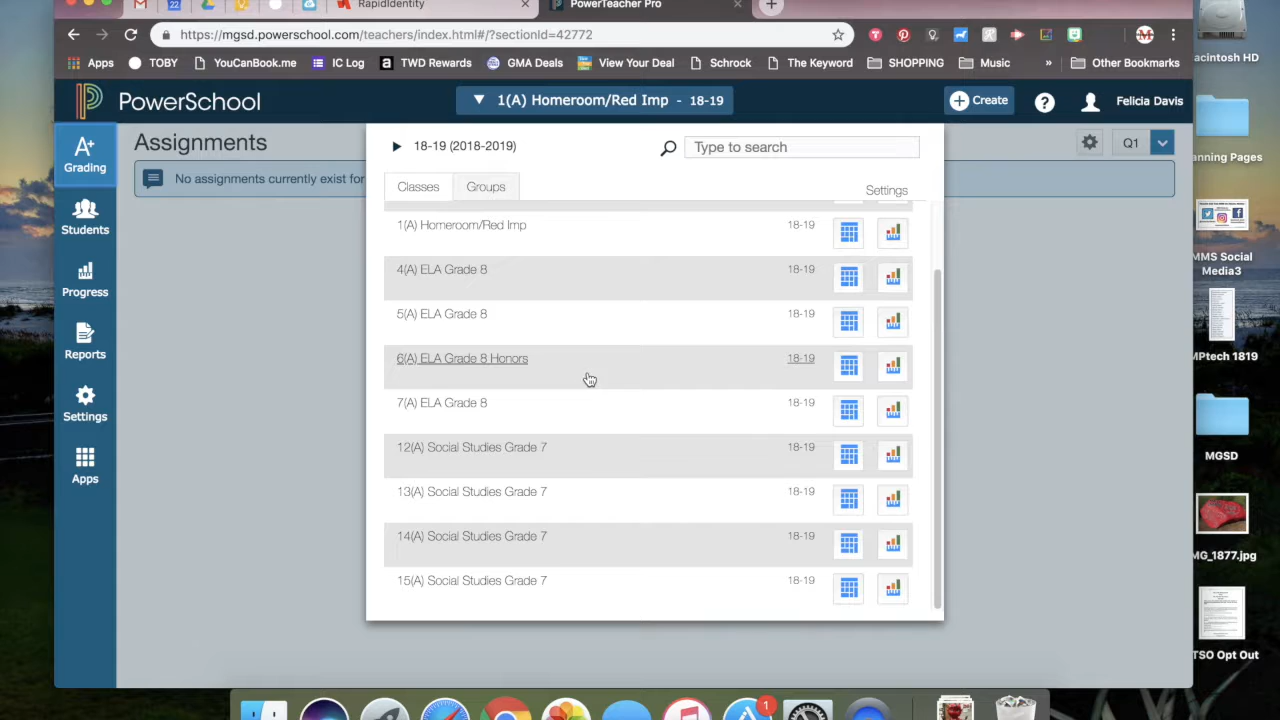 RapidIdentity
PowerTeacher Pro
https://mgsd.powerschool.com/teachers/index.html#/?sectionId=42772
Apps
TOBY
YouCanBook.me
IC Log
TWD Rewards
GMA Deals
View Your Deal
Schrock
The Keyword
SHOPPING
Music
»
Other Bookmarks
PowerSchool
1(A) Homeroom/Red Imp - 18-19
Create
?
Felicia Davis
A+
Grading
Students
Progress
Reports
Settings
Apps
Assignments
Q1
No assignments currently exist for
18-19 (2018-2019)
Type to search
Classes
Groups
Settings
1(A) Homeroom/Red Imp 18-19
4(A) ELA Grade 8 18-19
5(A) ELA Grade 8 18-19
6(A) ELA Grade 8 Honors 18-19
7(A) ELA Grade 8 18-19
12(A) Social Studies Grade 7 18-19
13(A) Social Studies Grade 7 18-19
14(A) Social Studies Grade 7 18-19
15(A) Social Studies Grade 7 18-19
acintosh HD
anning Pages
MMS Social
Media3
MPtech 1819
MGSD
MG_1877.jpg
TSO Opt Out
22
1